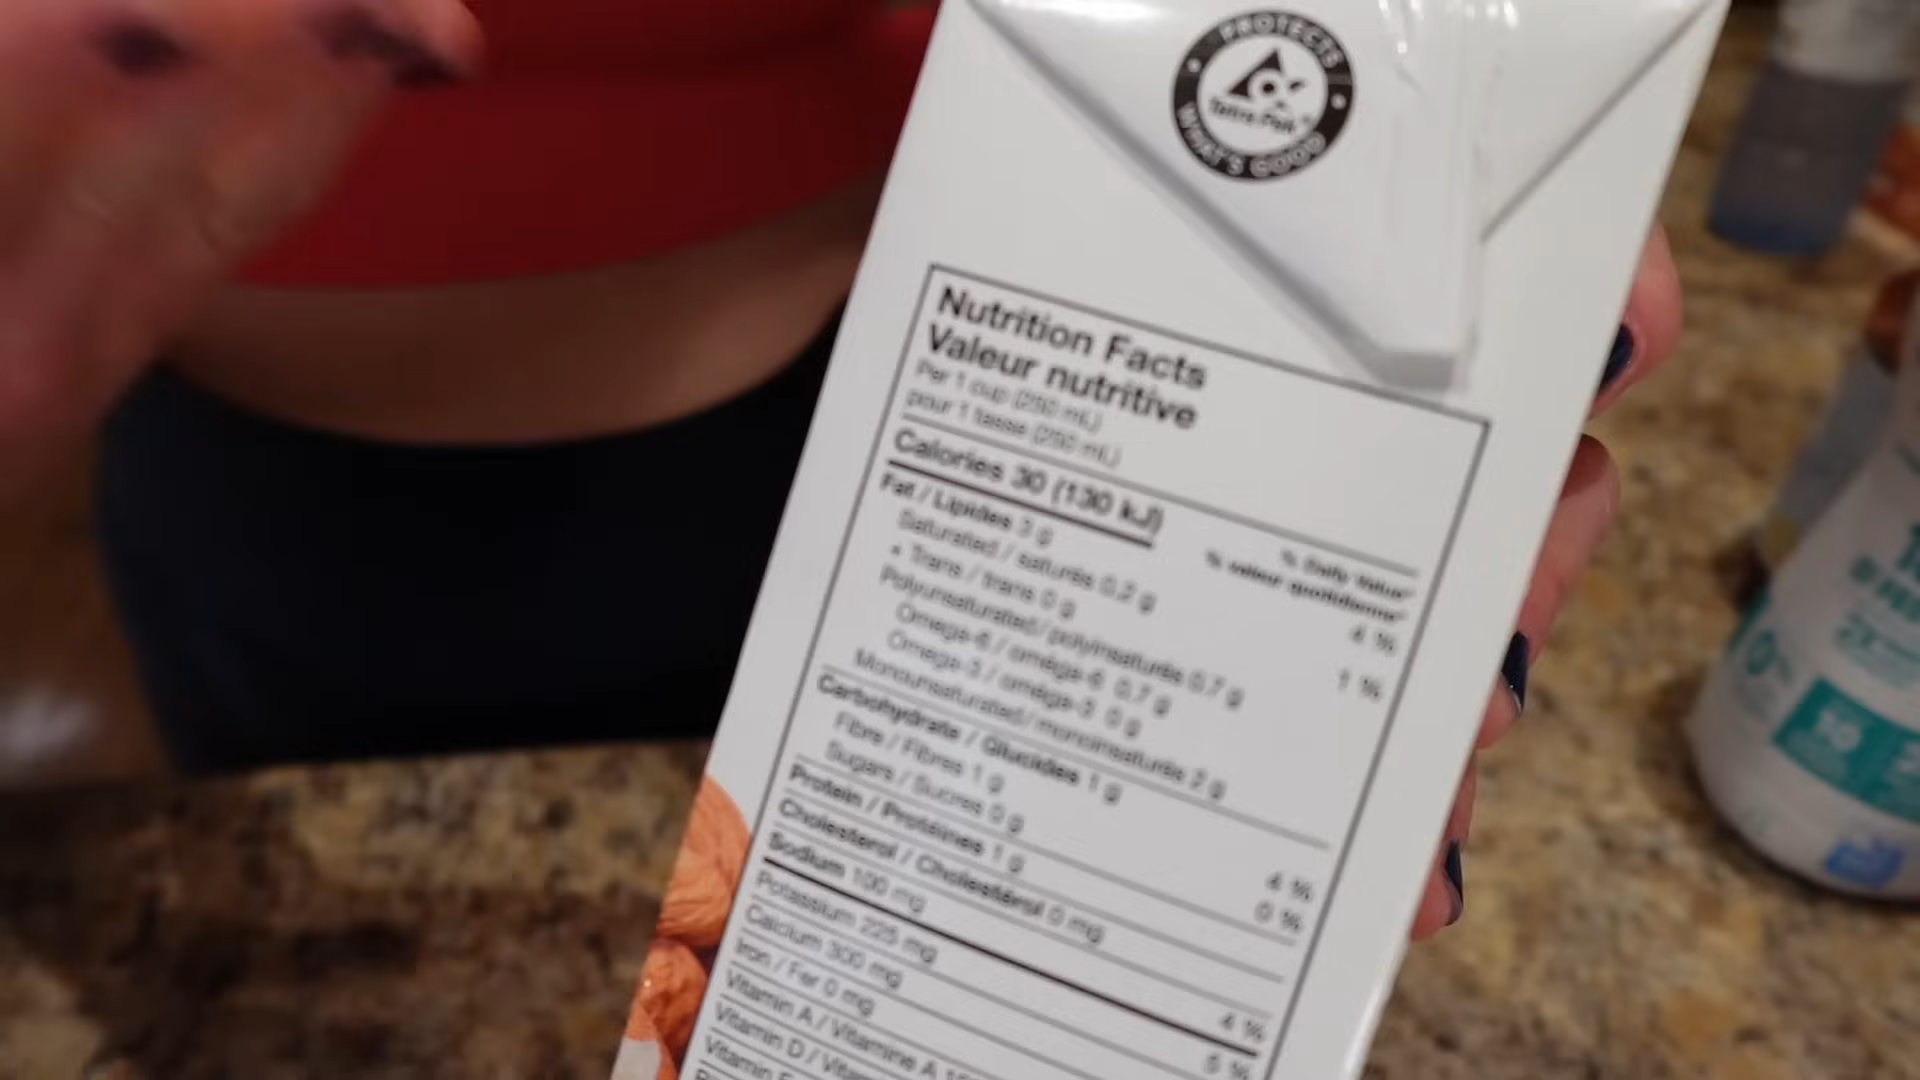 PROTECTS
Tetra Pak
WHAT'S GOOD
Nutrition Facts
Valeur nutritive
Per 1 cup (250 mL)
pour 1 tasse (250 mL)
Calories 30 (130 kJ)
% Daily Value*
% valeur quotidienne*
Fat / Lipides 3 g 4 %
Saturated / saturés 0.2 g
+ Trans / trans 0 g 1 %
Polyunsaturated / polyinsaturés 0.7 g
Omega-6 / oméga-6 0.7 g
Omega-3 / oméga-3 0 g
Monounsaturated / monoinsaturés 2 g
Carbohydrate / Glucides 1 g
Fibre / Fibres 1 g 4 %
Sugars / Sucres 0 g 0 %
Protein / Protéines 1 g
Cholesterol / Cholestérol 0 mg
Sodium 100 mg 4 %
Potassium 225 mg 5 %
Calcium 300 mg
Iron / Fer 0 mg
Vitamin A / Vitamine A
Vitamin D
Vitamin